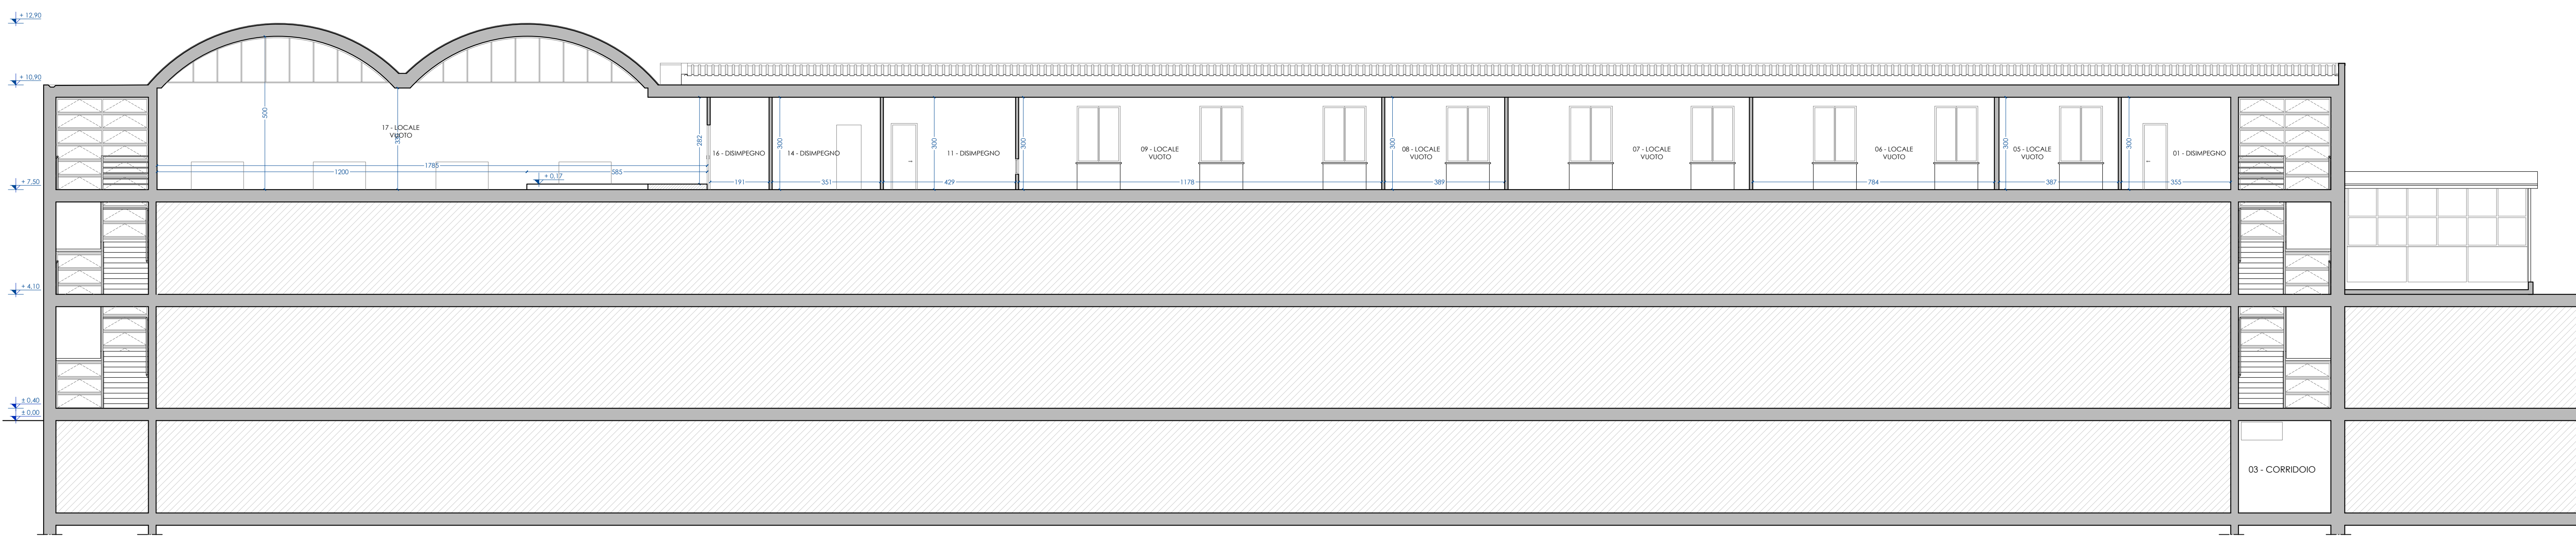 + 12,90
+ 10,90
500
17 - LOCALE
VUOTO
282
16 - DISIMPEGNO
300
14 - DISIMPEGNO
300
11 - DISIMPEGNO
300
09 - LOCALE
VUOTO
300
08 - LOCALE
VUOTO
07 - LOCALE
VUOTO
06 - LOCALE
VUOTO
300
05 - LOCALE
VUOTO
300
01 - DISIMPEGNO
1785
1200
585
+ 0,17
+ 7,50
191
351
429
1178
389
784
387
355
+ 4,10
± 0,40
± 0,00
03 - CORRIDOIO